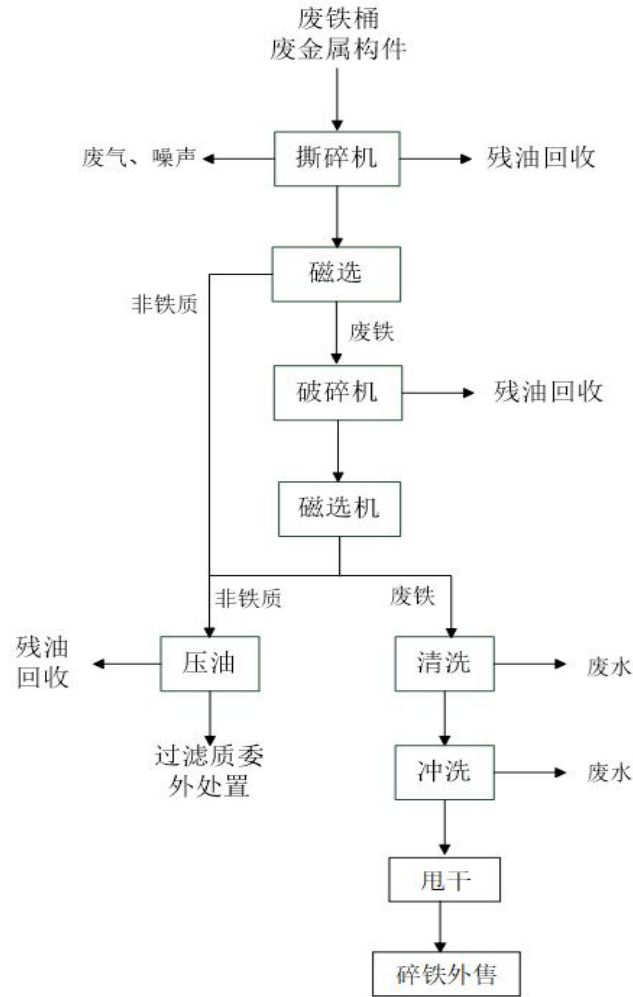 废铁桶
废金属构件
废气、噪声
撕碎机
残油回收
磁选
非铁质
废铁
破碎机
残油回收
磁选机
非铁质
废铁
残油
回收
压油
清洗
废水
过滤质委
外处置
冲洗
废水
甩干
碎铁外售